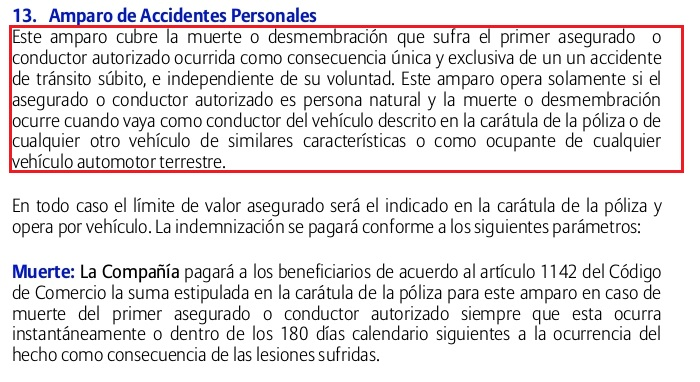 13. Amparo de Accidentes Personales
Este amparo cubre la muerte o desmembración que sufra el primer asegurado o
conductor autorizado ocurrida como consecuencia única y exclusiva de un un accidente
de tránsito súbito, e independiente de su voluntad. Este amparo opera solamente si el
asegurado o conductor autorizado es persona natural y la muerte o desmembración
ocurre cuando vaya como conductor del vehículo descrito en la carátula de la póliza o de
cualquier otro vehículo de similares características o como ocupante de cualquier
vehículo automotor terrestre.
En todo caso el límite de valor asegurado será el indicado en la carátula de la póliza y
opera por vehículo. La indemnización se pagará conforme a los siguientes parámetros:
Muerte: La Compañía pagará a los beneficiarios de acuerdo al artículo 1142 del Código
de Comercio la suma estipulada en la carátula de la póliza para este amparo en caso de
muerte del primer asegurado o conductor autorizado siempre que esta ocurra
instantáneamente o dentro de los 180 días calendario siguientes a la ocurrencia del
hecho como consecuencia de las lesiones sufridas.